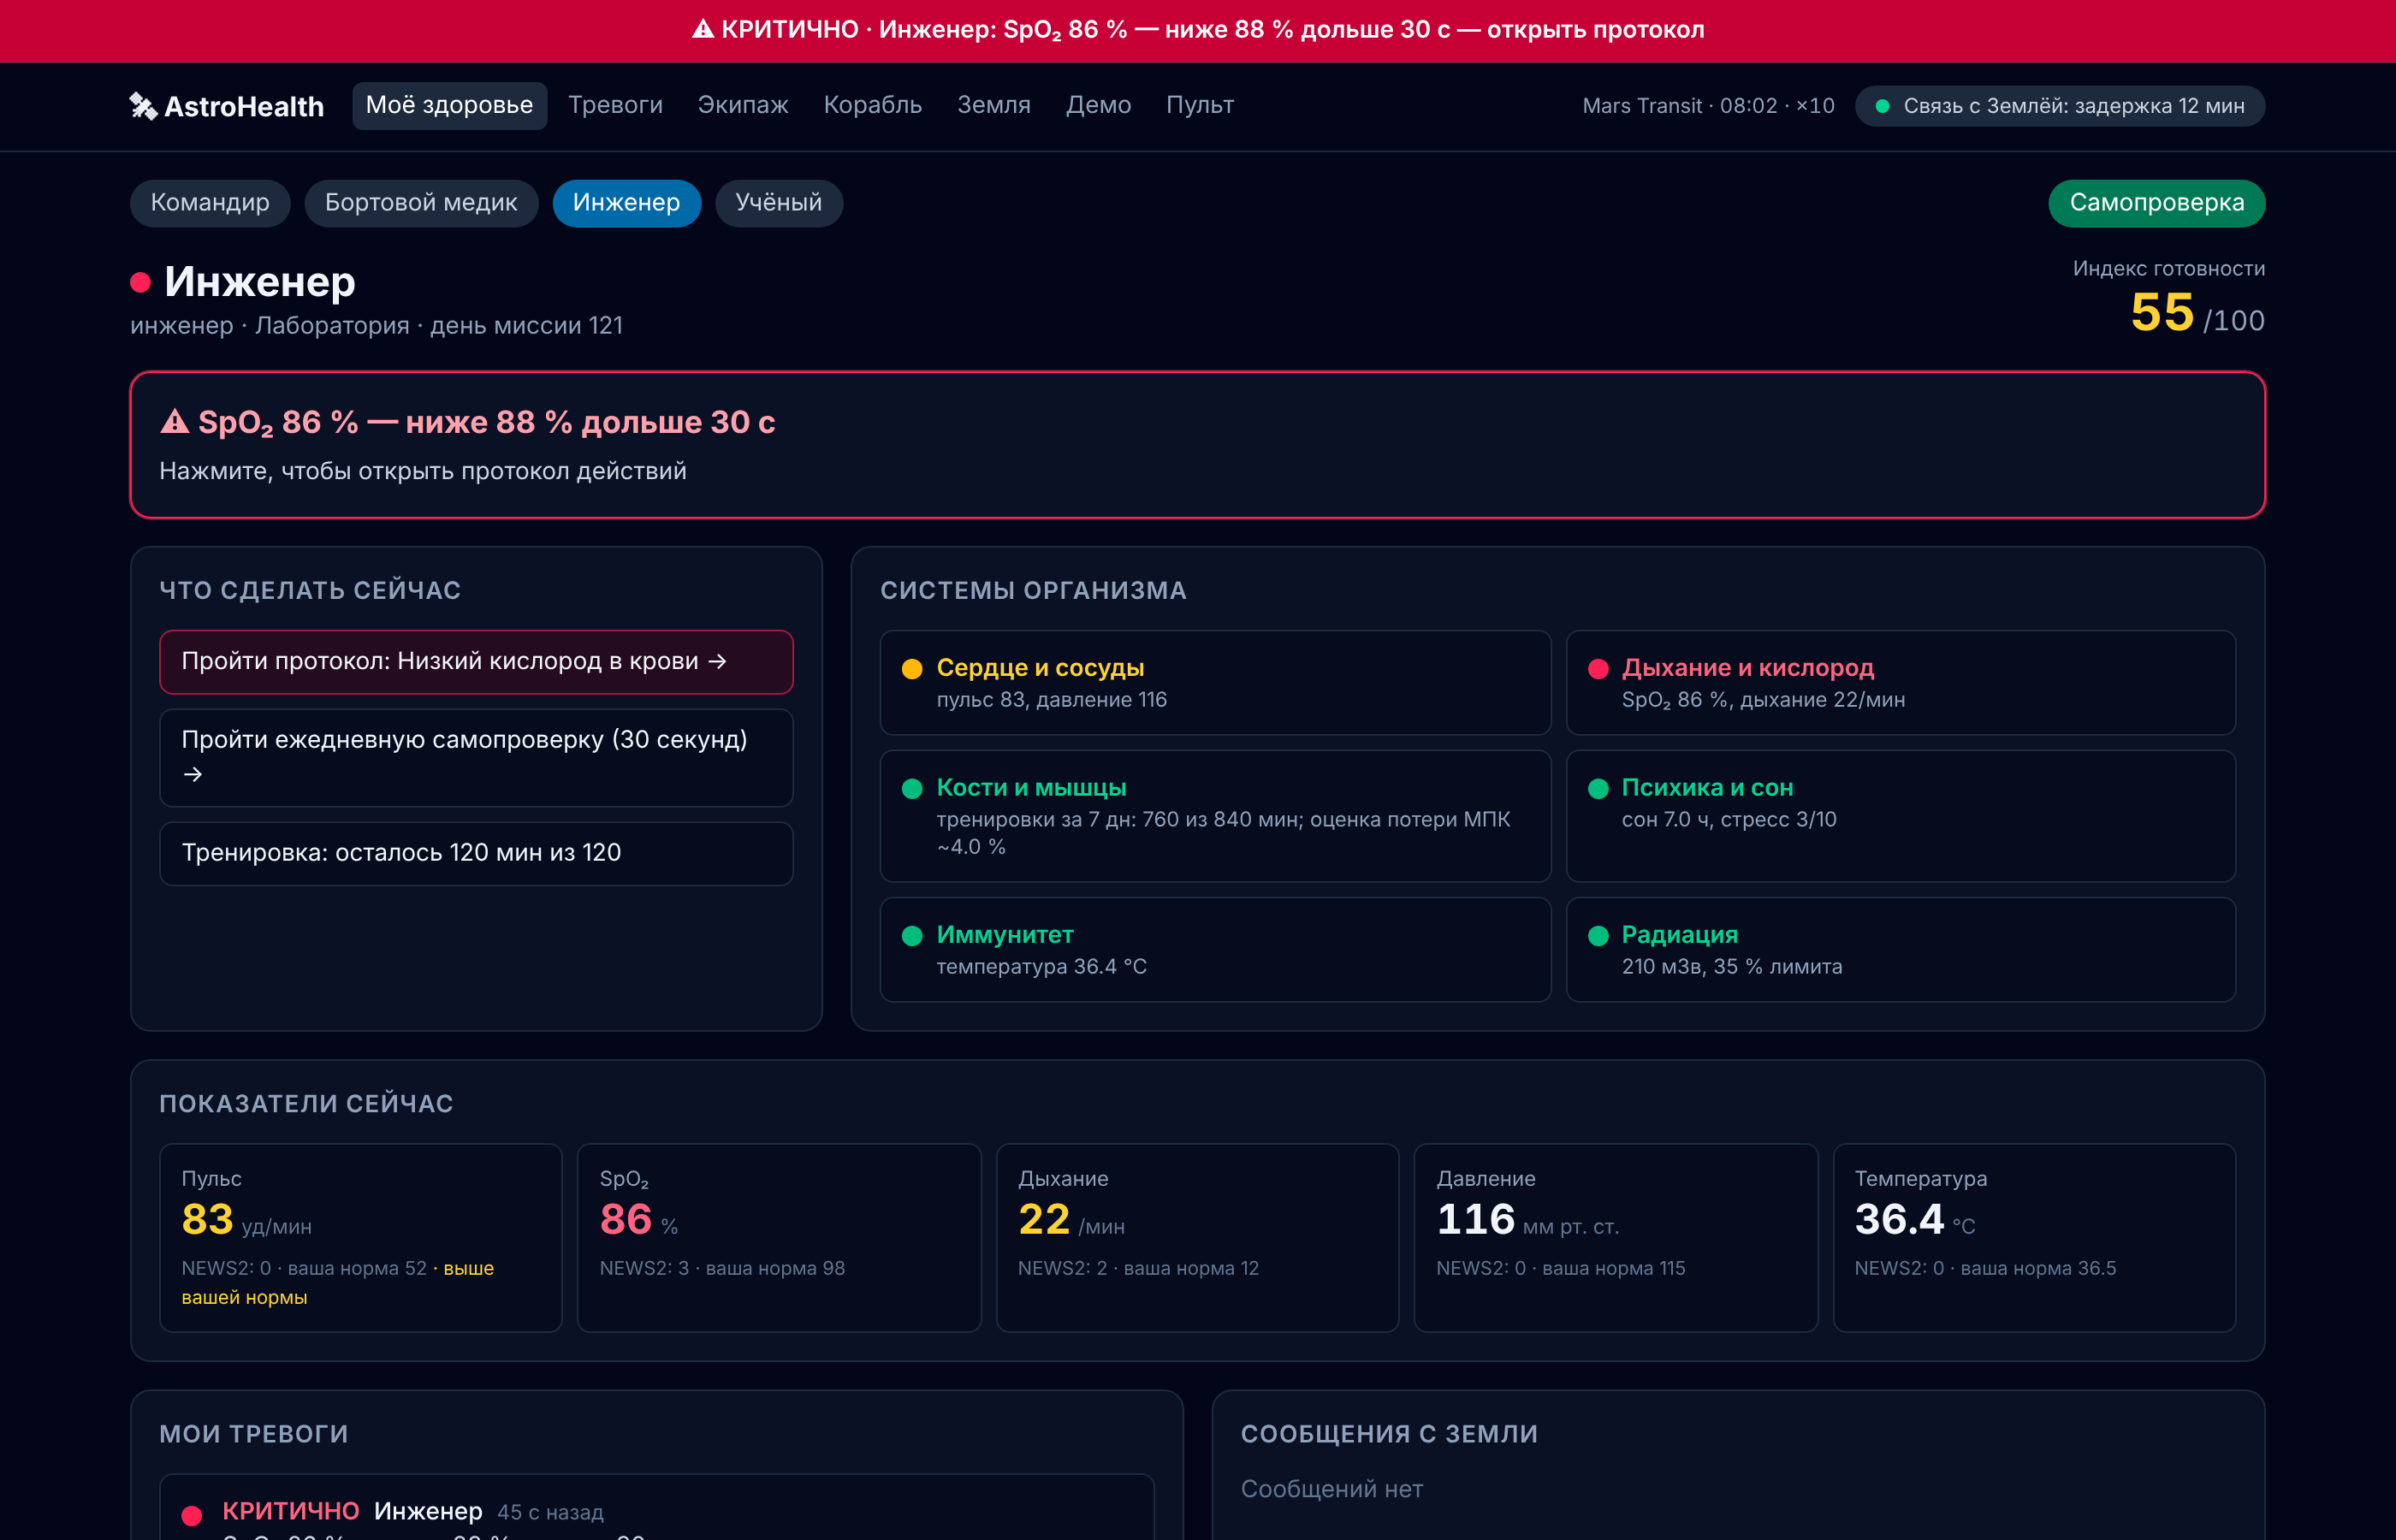 ⚠ КРИТИЧНО · Инженер: SpO₂ 86 % — ниже 88 % дольше 30 с — открыть протокол
AstroHealth
Моё здоровье
Тревоги
Экипаж
Корабль
Земля
Демо
Пульт
Mars Transit · 08:02 · ×10
Связь с Землёй: задержка 12 мин
Командир
Бортовой медик
Инженер
Учёный
Самопроверка
Инженер
инженер · Лаборатория · день миссии 121
Индекс готовности
55 /100
⚠ SpO₂ 86 % — ниже 88 % дольше 30 с
Нажмите, чтобы открыть протокол действий
ЧТО СДЕЛАТЬ СЕЙЧАС
Пройти протокол: Низкий кислород в крови →
Пройти ежедневную самопроверку (30 секунд)
→
Тренировка: осталось 120 мин из 120
СИСТЕМЫ ОРГАНИЗМА
Сердце и сосуды
пульс 83, давление 116
Дыхание и кислород
SpO₂ 86 %, дыхание 22/мин
Кости и мышцы
тренировки за 7 дн: 760 из 840 мин; оценка потери МПК
~4.0 %
Психика и сон
сон 7.0 ч, стресс 3/10
Иммунитет
температура 36.4 °C
Радиация
210 мЗв, 35 % лимита
ПОКАЗАТЕЛИ СЕЙЧАС
Пульс
83 уд/мин
NEWS2: 0 · ваша норма 52 · выше
вашей нормы
SpO₂
86 %
NEWS2: 3 · ваша норма 98
Дыхание
22 /мин
NEWS2: 2 · ваша норма 12
Давление
116 мм рт. ст.
NEWS2: 0 · ваша норма 115
Температура
36.4 °C
NEWS2: 0 · ваша норма 36.5
МОИ ТРЕВОГИ
КРИТИЧНО Инженер 45 с назад
СООБЩЕНИЯ С ЗЕМЛИ
Сообщений нет